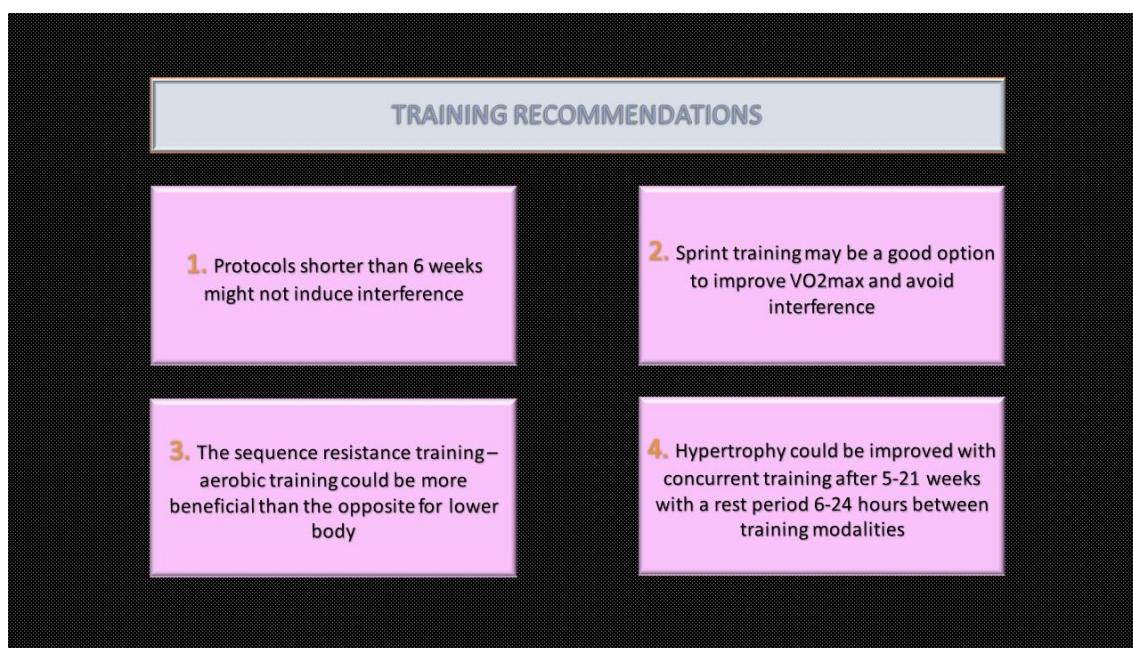 TRAINING RECOMMENDATIONS
1. Protocols shorter than 6 weeks
might not induce interference
2. Sprint training may be a good option
to improve VO2max and avoid
interference
3. The sequence resistance training–
aerobic training could be more
beneficial than the opposite for lower
body
4. Hypertrophy could be improved with
concurrent training after 5-21 weeks
with a rest period 6-24 hours between
training modalities